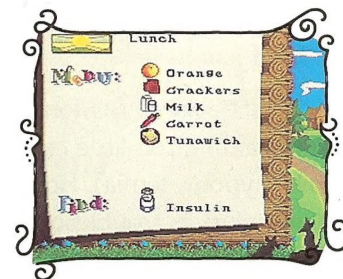 Lunch
Menu:
Orange
Crackers
Milk
Carrot
Tunawich
Find:
Insulin